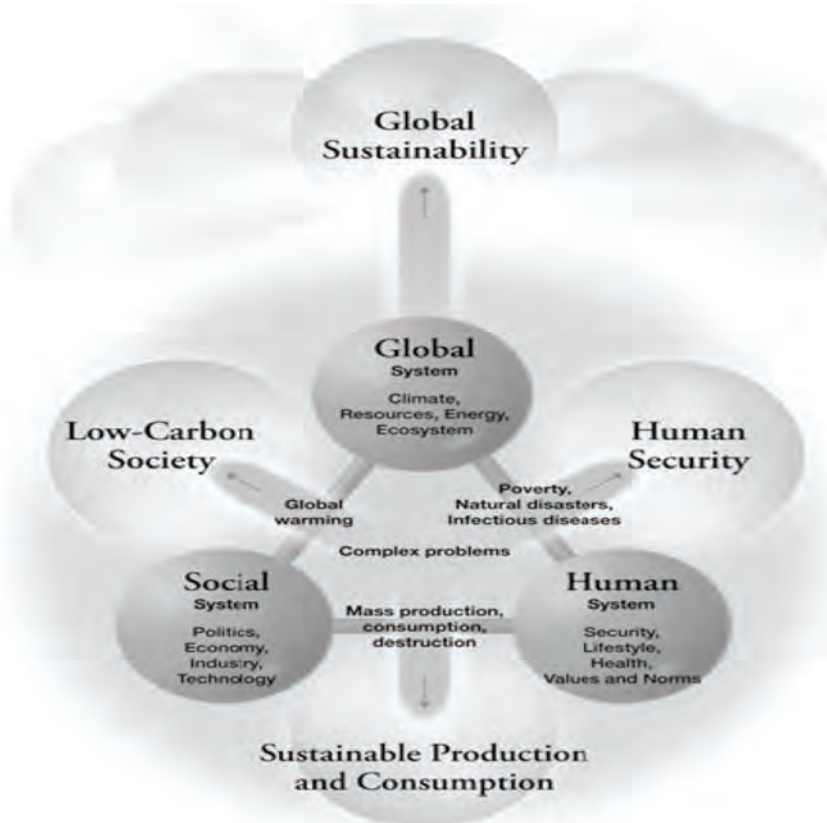 Global
Sustainability
Global
System
Climate,
Resources, Energy,
Ecosystem
Low-Carbon
Society
Human
Security
Global
warming
Poverty,
Natural disasters,
Infectious diseases
Complex problems
Social
System
Politics,
Economy,
Industry,
Technology
Mass production,
consumption,
destruction
Human
System
Security,
Lifestyle,
Health,
Values and Norms
Sustainable Production
and Consumption